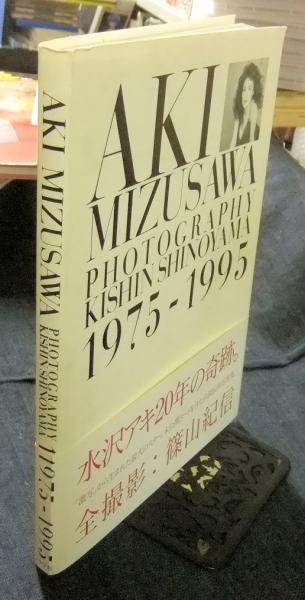 AKI
MIZUSAWA
PHOTOGRAPHY
KISHIN SHINOYAMA
1975-1995
水沢アキ20年の奇跡。
全撮影：篠山紀信
AKI MIZUSAWA
PHOTOGRAPHY
KISHIN SHINOYAMA
1975-1995